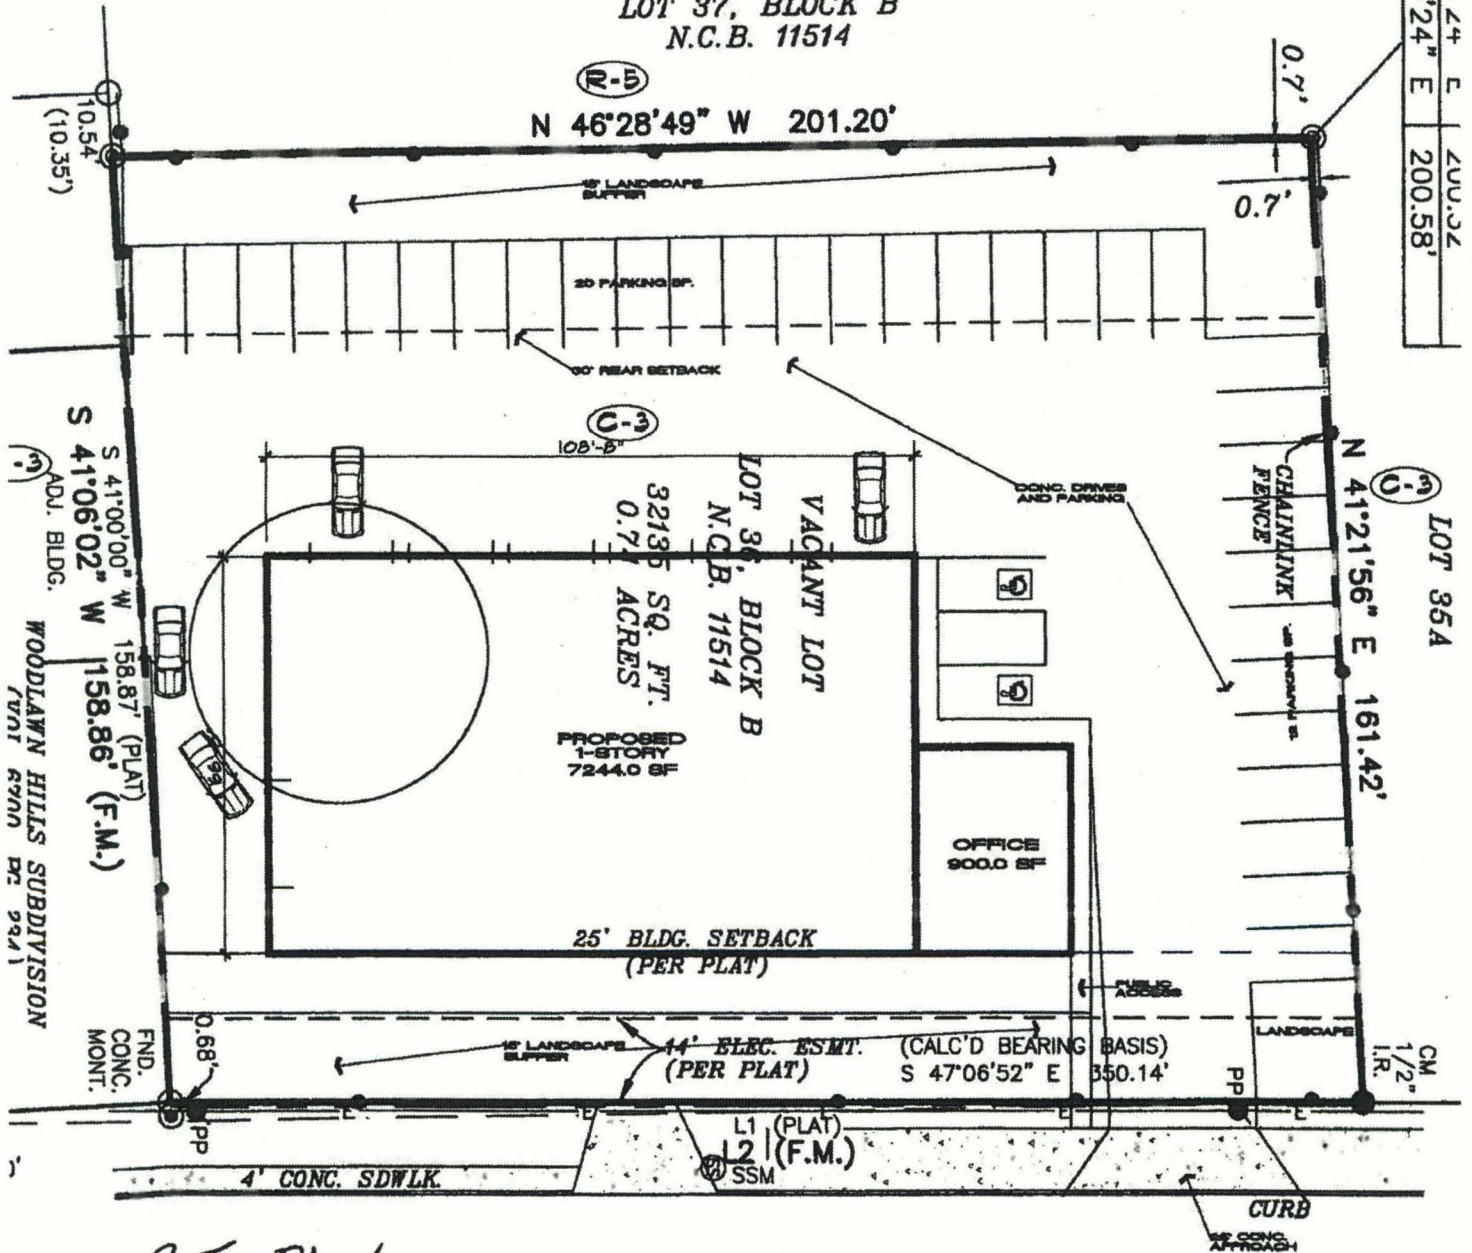 LOT 37, BLOCK B
N.C.B. 11514
R-5
N 46°28'49" W 201.20'
0.7'
0.7'
24" E 200.58'
10.54
(10.35')
LANDSCAPE
BUFFER
20 PARKING SP.
30' REAR SETBACK
C-3
108'-8"
CONC. DRIVES
AND PARKING
CHAINLINK
FENCE
N 41°21'56" E 161.42'
LOT 35A
PARKING SP.
VACANT LOT
LOT 36, BLOCK B
N.C.B. 11514
SQ. FT.
ACRES
PROPOSED
1-STORY
7244.0 SF
OFFICE
900.0 SF
S 41°00'00" W 158.87' (PLAT)
S 41°06'02" W 158.86' (F.M.)
ADJ. BLDG.
WOODLAWN HILLS SUBDIVISION
25' BLDG. SETBACK
(PER PLAT)
PUBLIC
ACCESS
LANDSCAPE
LANDSCAPE
BUFFER
14' ELEC. ESMT.
(PER PLAT)
(CALC'D BEARING BASIS)
S 47°06'52" E 350.14'
FND.
CONC.
MONT.
0.68'
CM
1/2"
I.R.
PP
PP
E
E
E
E
L1 (PLAT)
L2 (F.M.)
SSM
4' CONC. SDWLK.
CURB
CONC.
APPROACH